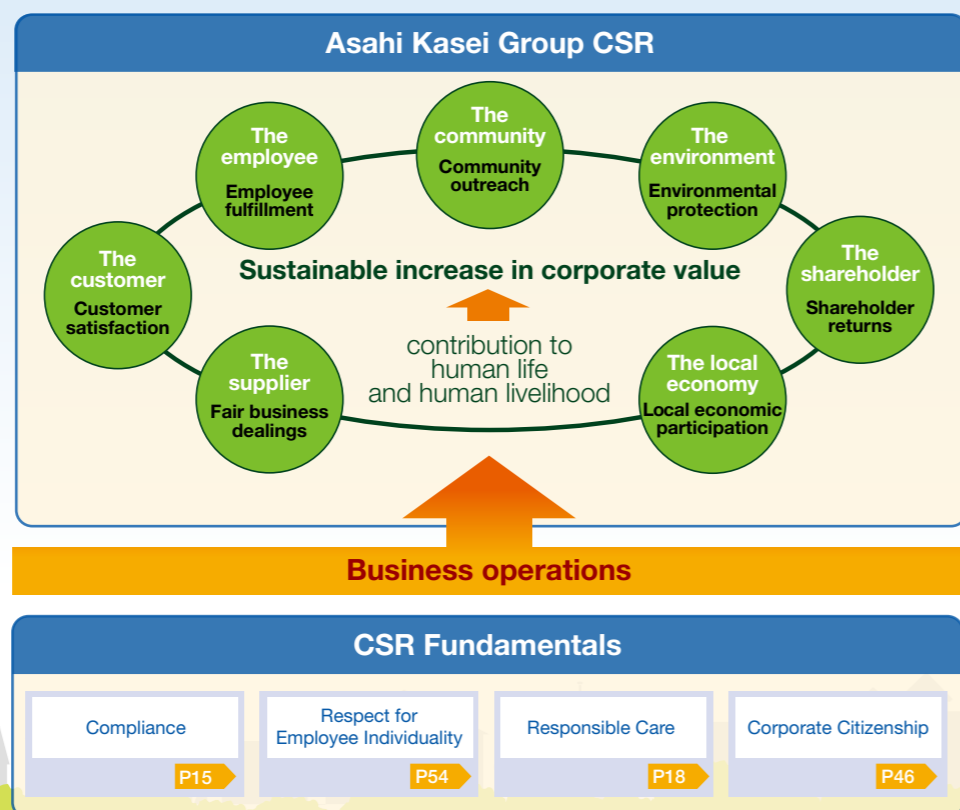 Asahi Kasei Group CSR
The
community
Community
outreach
The
employee
Employee
fulfillment
The
environment
Environmental
protection
The
customer
Customer
satisfaction
Sustainable increase in corporate value
The
shareholder
Shareholder
returns
contribution to
human life
and human livelihood
The
supplier
Fair business
dealings
The local
economy
Local economic
participation
Business operations
CSR Fundamentals
Compliance
P15
Respect for
Employee Individuality
P54
Responsible Care
P18
Corporate Citizenship
P46